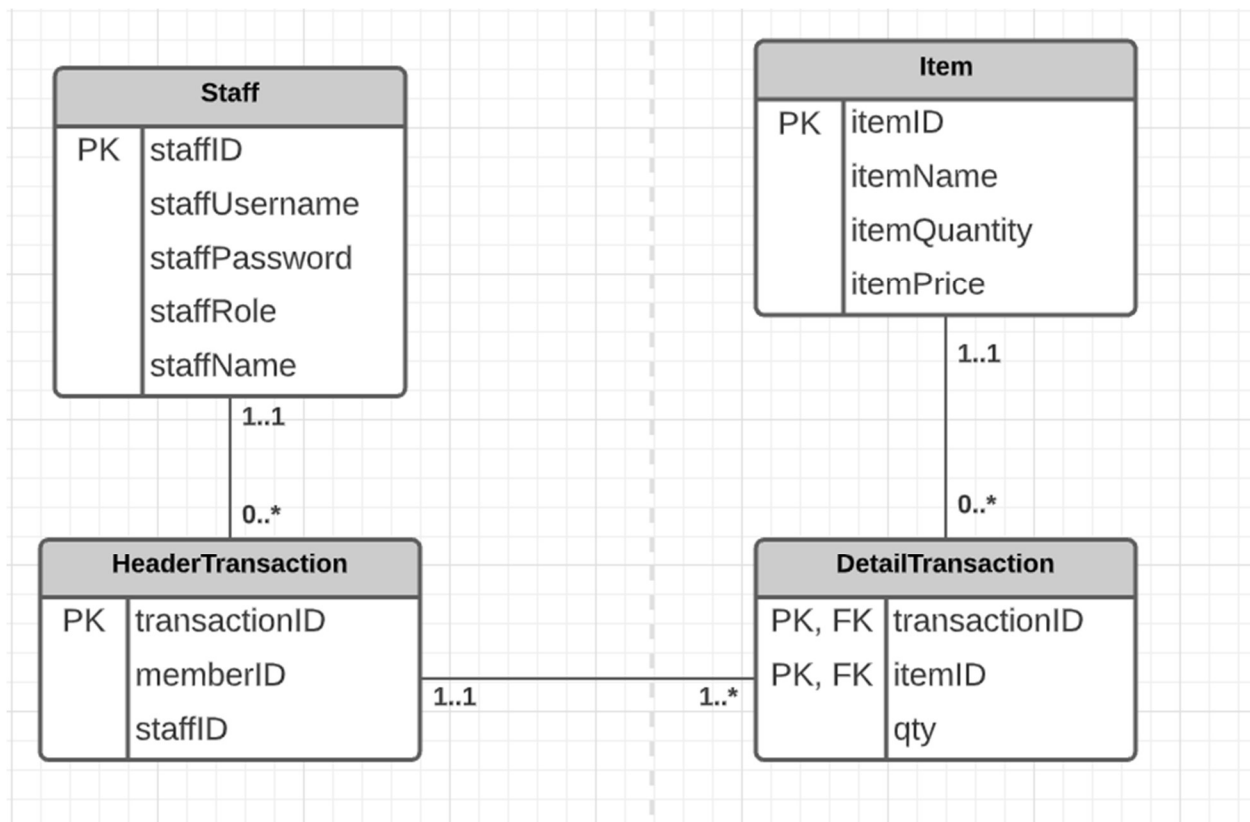 Staff
PK staffID
staffUsername
staffPassword
staffRole
staffName
1..1
0..*
HeaderTransaction
PK transactionID
memberID
staffID
1..1
1..*
Item
PK itemID
itemName
itemQuantity
itemPrice
1..1
0..*
DetailTransaction
PK, FK transactionID
PK, FK itemID
qty